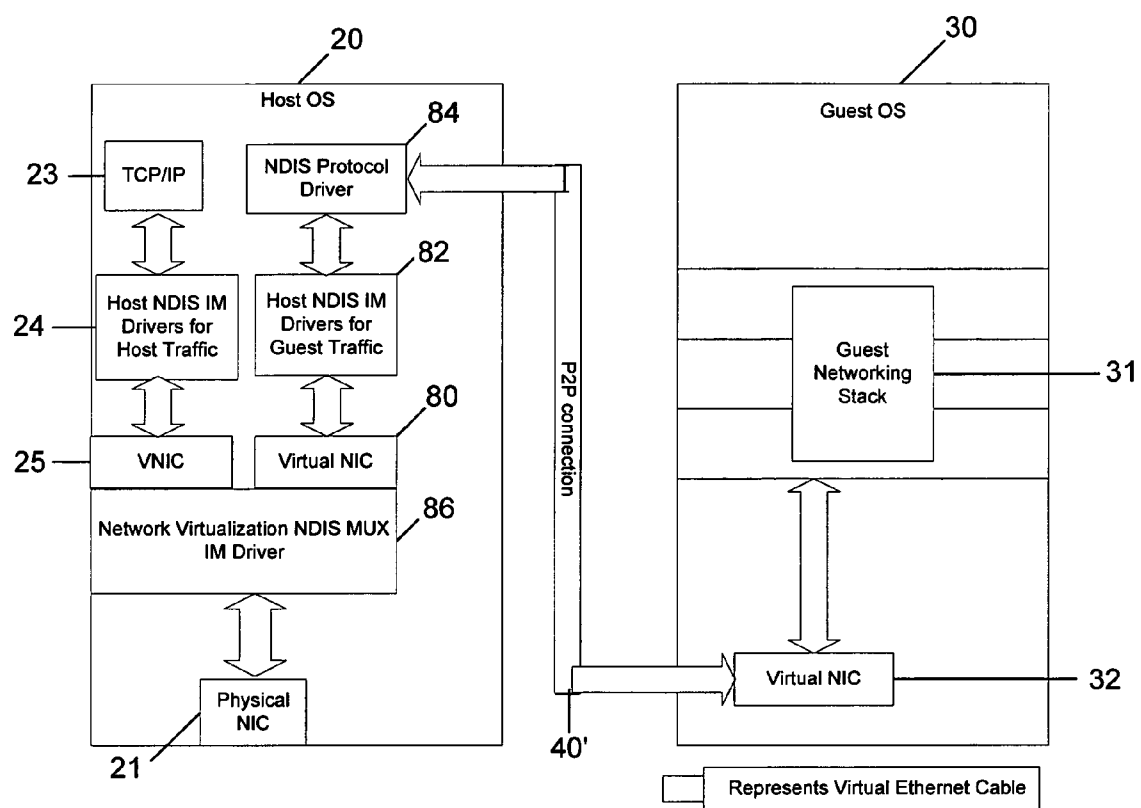 20
30
Host OS
Guest OS
84
23
TCP/IP
NDIS Protocol
Driver
82
24
Host NDIS IM
Drivers for
Host Traffic
Host NDIS IM
Drivers for
Guest Traffic
P2P connection
Guest
Networking
Stack
31
80
25
VNIC
Virtual NIC
86
Network Virtualization NDIS MUX
IM Driver
Physical
NIC
21
Virtual NIC
32
40'
Represents Virtual Ethernet Cable